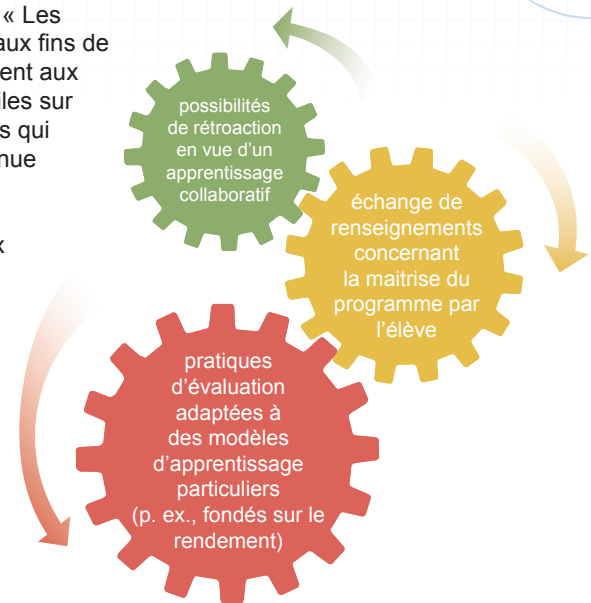 « Les
aux fins de
ent aux
iles sur
s qui
nue
x
possibilités
de rétroaction
en vue d’un
apprentissage
collaboratif
échange de
renseignements
concernant
la maitrise du
programme par
l’élève
pratiques
d’évaluation
adaptées à
des modèles
d’apprentissage
particuliers
(p. ex., fondés sur le
rendement)